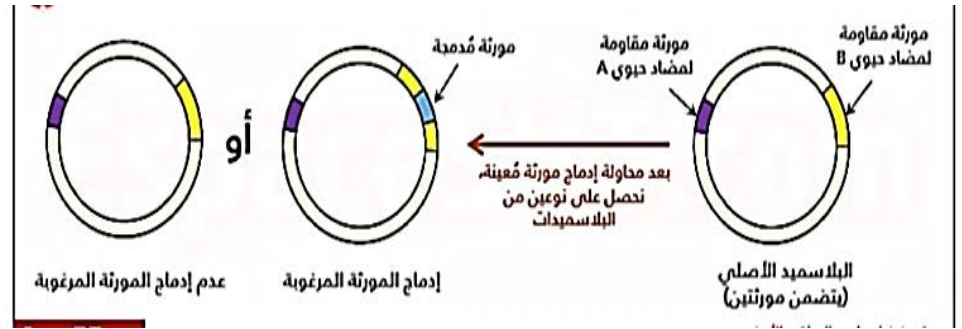 مورثة مقاومة
لمضاد حيوي B
مورثة مقاومة
لمضاد حيوي A
مورثة مُدمجة
أو
بعد محاولة إدماج مورثة مُعينة،
نحصل على نوعين من
البلاسميدات
البلاسميد الأصلي
(يتضمن مورثتين)
إدماج المورثة المرغوبة
عدم إدماج المورثة المرغوبة